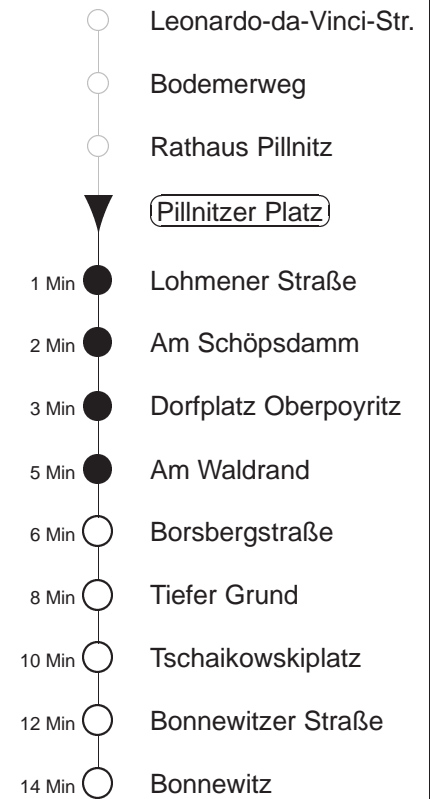 Leonardo-da-Vinci-Str.
Bodemerweg
Rathaus Pillnitz
Pillnitzer Platz
1 Min Lohmener Straße
2 Min Am Schöpsdamm
3 Min Dorfplatz Oberpoyritz
5 Min Am Waldrand
6 Min Borsbergstraße
8 Min Tiefer Grund
10 Min Tschaikowskiplatz
12 Min Bonnewitzer Straße
14 Min Bonnewitz